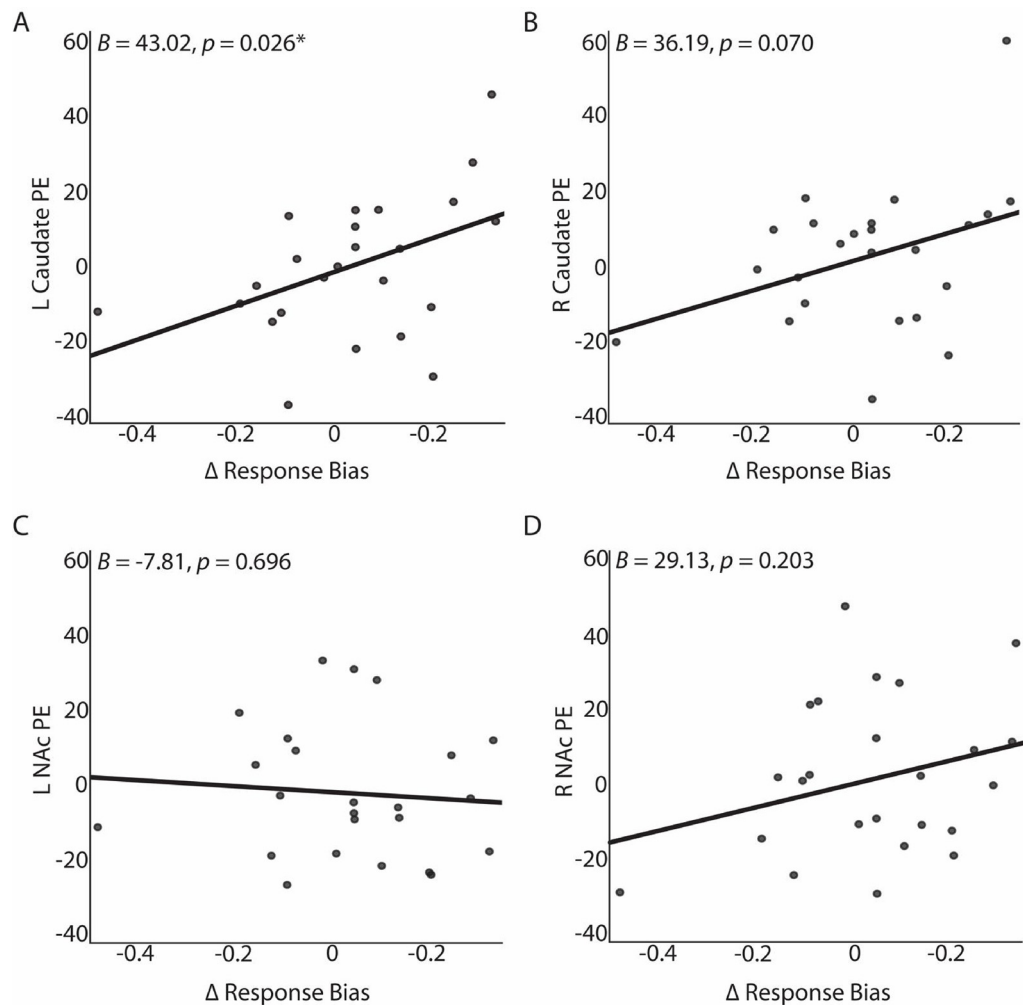 A
B = 43.02, p = 0.026*
60
40
20
0
-20
-40
L Caudate PE
-0.4 -0.2 0 -0.2
Δ Response Bias
B
B = 36.19, p = 0.070
60
40
20
0
-20
-40
R Caudate PE
-0.4 -0.2 0 -0.2
Δ Response Bias
C
B = -7.81, p = 0.696
60
40
20
0
-20
-40
L NAc PE
-0.4 -0.2 0 -0.2
Δ Response Bias
D
B = 29.13, p = 0.203
60
40
20
0
-20
-40
R NAc PE
-0.4 -0.2 0 -0.2
Δ Response Bias